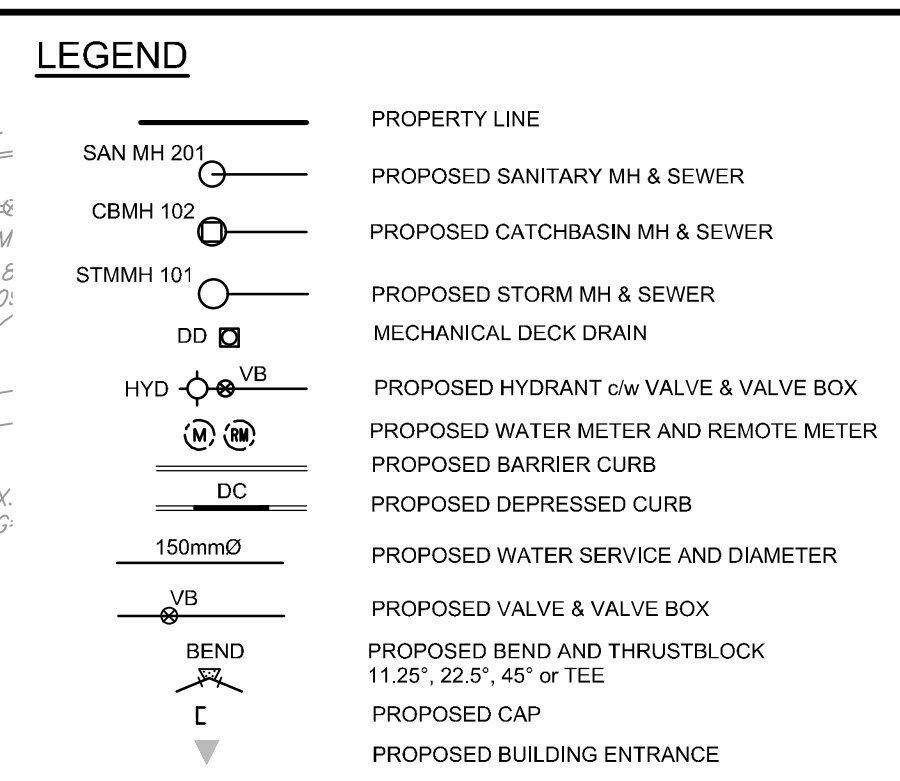 LEGEND
PROPERTY LINE
SAN MH 201 PROPOSED SANITARY MH & SEWER
CBMH 102 PROPOSED CATCHBASIN MH & SEWER
STMMH 101 PROPOSED STORM MH & SEWER
DD MECHANICAL DECK DRAIN
HYD VB PROPOSED HYDRANT c/w VALVE & VALVE BOX
M RM PROPOSED WATER METER AND REMOTE METER
PROPOSED BARRIER CURB
DC PROPOSED DEPRESSED CURB
150mmØ PROPOSED WATER SERVICE AND DIAMETER
VB PROPOSED VALVE & VALVE BOX
BEND PROPOSED BEND AND THRUSTBLOCK
11.25°, 22.5°, 45° or TEE
PROPOSED CAP
PROPOSED BUILDING ENTRANCE